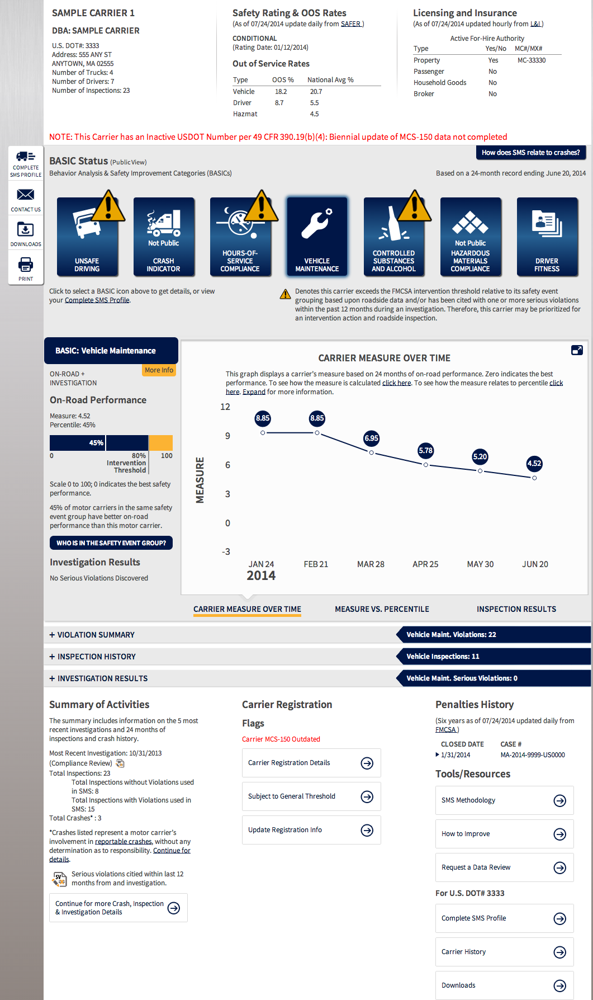 SAMPLE CARRIER 1
DBA: SAMPLE CARRIER
U.S. DOT#: 3333
Address: 555 ANY ST
ANYTOWN, MA 02555
Number of Trucks: 4
Number of Drivers: 7
Number of Inspections: 23
Safety Rating & OOS Rates
(As of 07/24/2014 update daily from SAFER )
CONDITIONAL
(Rating Date: 01/12/2014)
Out of Service Rates
Type OOS % National Avg %
Vehicle 18.2 20.7
Driver 8.7 5.5
Hazmat 4.5
Licensing and Insurance
(As of 07/24/2014 updated hourly from L&I )
Active For-Hire Authority
Type Yes/No MC#/MX#
Property Yes MC-33330
Passenger No
Household Goods No
Broker No
NOTE: This Carrier has an Inactive USDOT Number per 49 CFR 390.19(b)(4): Biennial update of MCS-150 data not completed
COMPLETE
SMS PROFILE
CONTACT US
DOWNLOADS
PRINT
How does SMS relate to crashes?
BASIC Status (Public View)
Behavior Analysis & Safety Improvement Categories (BASICs)
Based on a 24-month record ending June 20, 2014
UNSAFE
DRIVING
Not Public
CRASH
INDICATOR
HOURS-OF-
SERVICE
COMPLIANCE
VEHICLE
MAINTENANCE
CONTROLLED
SUBSTANCES
AND ALCOHOL
Not Public
HAZARDOUS
MATERIALS
COMPLIANCE
DRIVER
FITNESS
Click to select a BASIC icon above to get details, or view
your Complete SMS Profile.
Denotes this carrier exceeds the FMCSA intervention threshold relative to its safety event
grouping based upon roadside data and/or has been cited with one or more serious violations
within the past 12 months during an investigation. Therefore, this carrier may be prioritized for
an intervention action and roadside inspection.
BASIC: Vehicle Maintenance
More Info
ON-ROAD +
INVESTIGATION
On-Road Performance
Measure: 4.52
Percentile: 45%
45%
0 80% 100
Intervention
Threshold
Scale 0 to 100; 0 indicates the best safety
performance.
45% of motor carriers in the same safety
event group have better on-road
performance than this motor carrier.
WHO IS IN THE SAFETY EVENT GROUP?
Investigation Results
No Serious Violations Discovered
CARRIER MEASURE OVER TIME
This graph displays a carrier's measure based on 24 months of on-road performance. Zero indicates the best
performance. To see how the measure is calculated click here. To see how the measure relates to percentile click
here. Expand for more information.
MEASURE
12
9
6
3
0
-3
8.85
8.85
6.95
5.78
5.20
4.52
JAN 24 FEB 21 MAR 28 APR 25 MAY 30 JUN 20
2014
CARRIER MEASURE OVER TIME MEASURE VS. PERCENTILE INSPECTION RESULTS
+ VIOLATION SUMMARY Vehicle Maint. Violations: 22
+ INSPECTION HISTORY Vehicle Inspections: 11
+ INVESTIGATION RESULTS Vehicle Maint. Serious Violations: 0
Summary of Activities
The summary includes information on the 5 most
recent investigations and 24 months of
inspections and crash history.
Most Recent Investigation: 10/31/2013
(Compliance Review) SV
Total Inspections: 23
Total Inspections without Violations used
in SMS: 8
Total Inspections with Violations used in
SMS: 15
Total Crashes* : 3
*Crashes listed represent a motor carrier's
involvement in reportable crashes, without any
determination as to responsibility. Continue for
details.
SV
Serious violations citied within last 12
months from and investigation.
Continue for more Crash, Inspection
& Investigation Details
Carrier Registration
Flags
Carrier MCS-150 Outdated
Carrier Registration Details
Subject to General Threshold
Update Registration Info
Penalties History
(Six years as of 07/24/2014 updated daily from
FMCSA )
CLOSED DATE CASE #
1/31/2014 MA-2014-9999-US0000
Tools/Resources
SMS Methodology
How to Improve
Request a Data Review
For U.S. DOT# 3333
Complete SMS Profile
Carrier History
Downloads